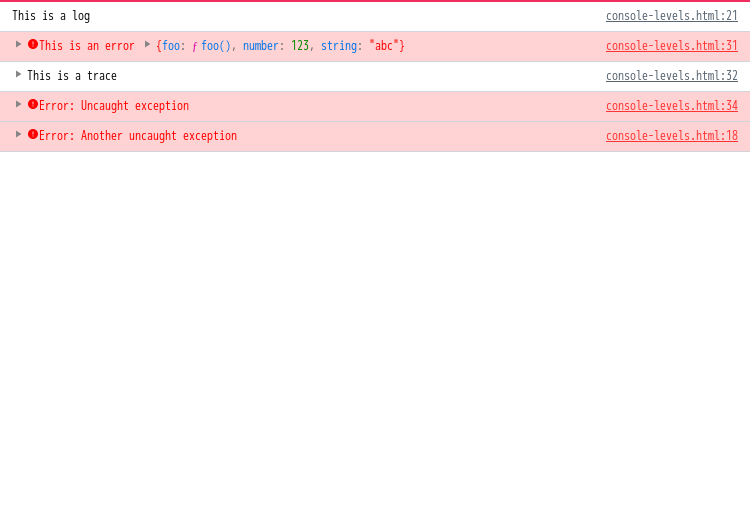 This is a log console-levels.html:21
This is an error {foo: ƒ foo(), number: 123, string: "abc"} console-levels.html:31
This is a trace console-levels.html:32
Error: Uncaught exception console-levels.html:34
Error: Another uncaught exception console-levels.html:18